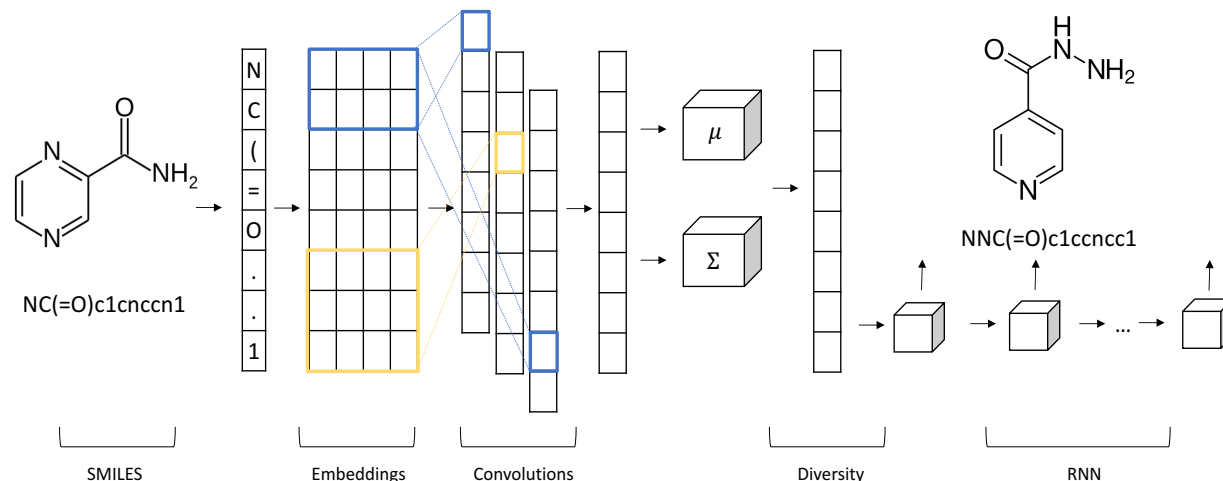 O
N
NH2
N
NC(=O)c1cnccn1
N
C
(
=
O
.
.
1
μ
Σ
H
O
N
NH2
N
NNC(=O)c1ccncc1
...
SMILES
Embeddings
Convolutions
Diversity
RNN